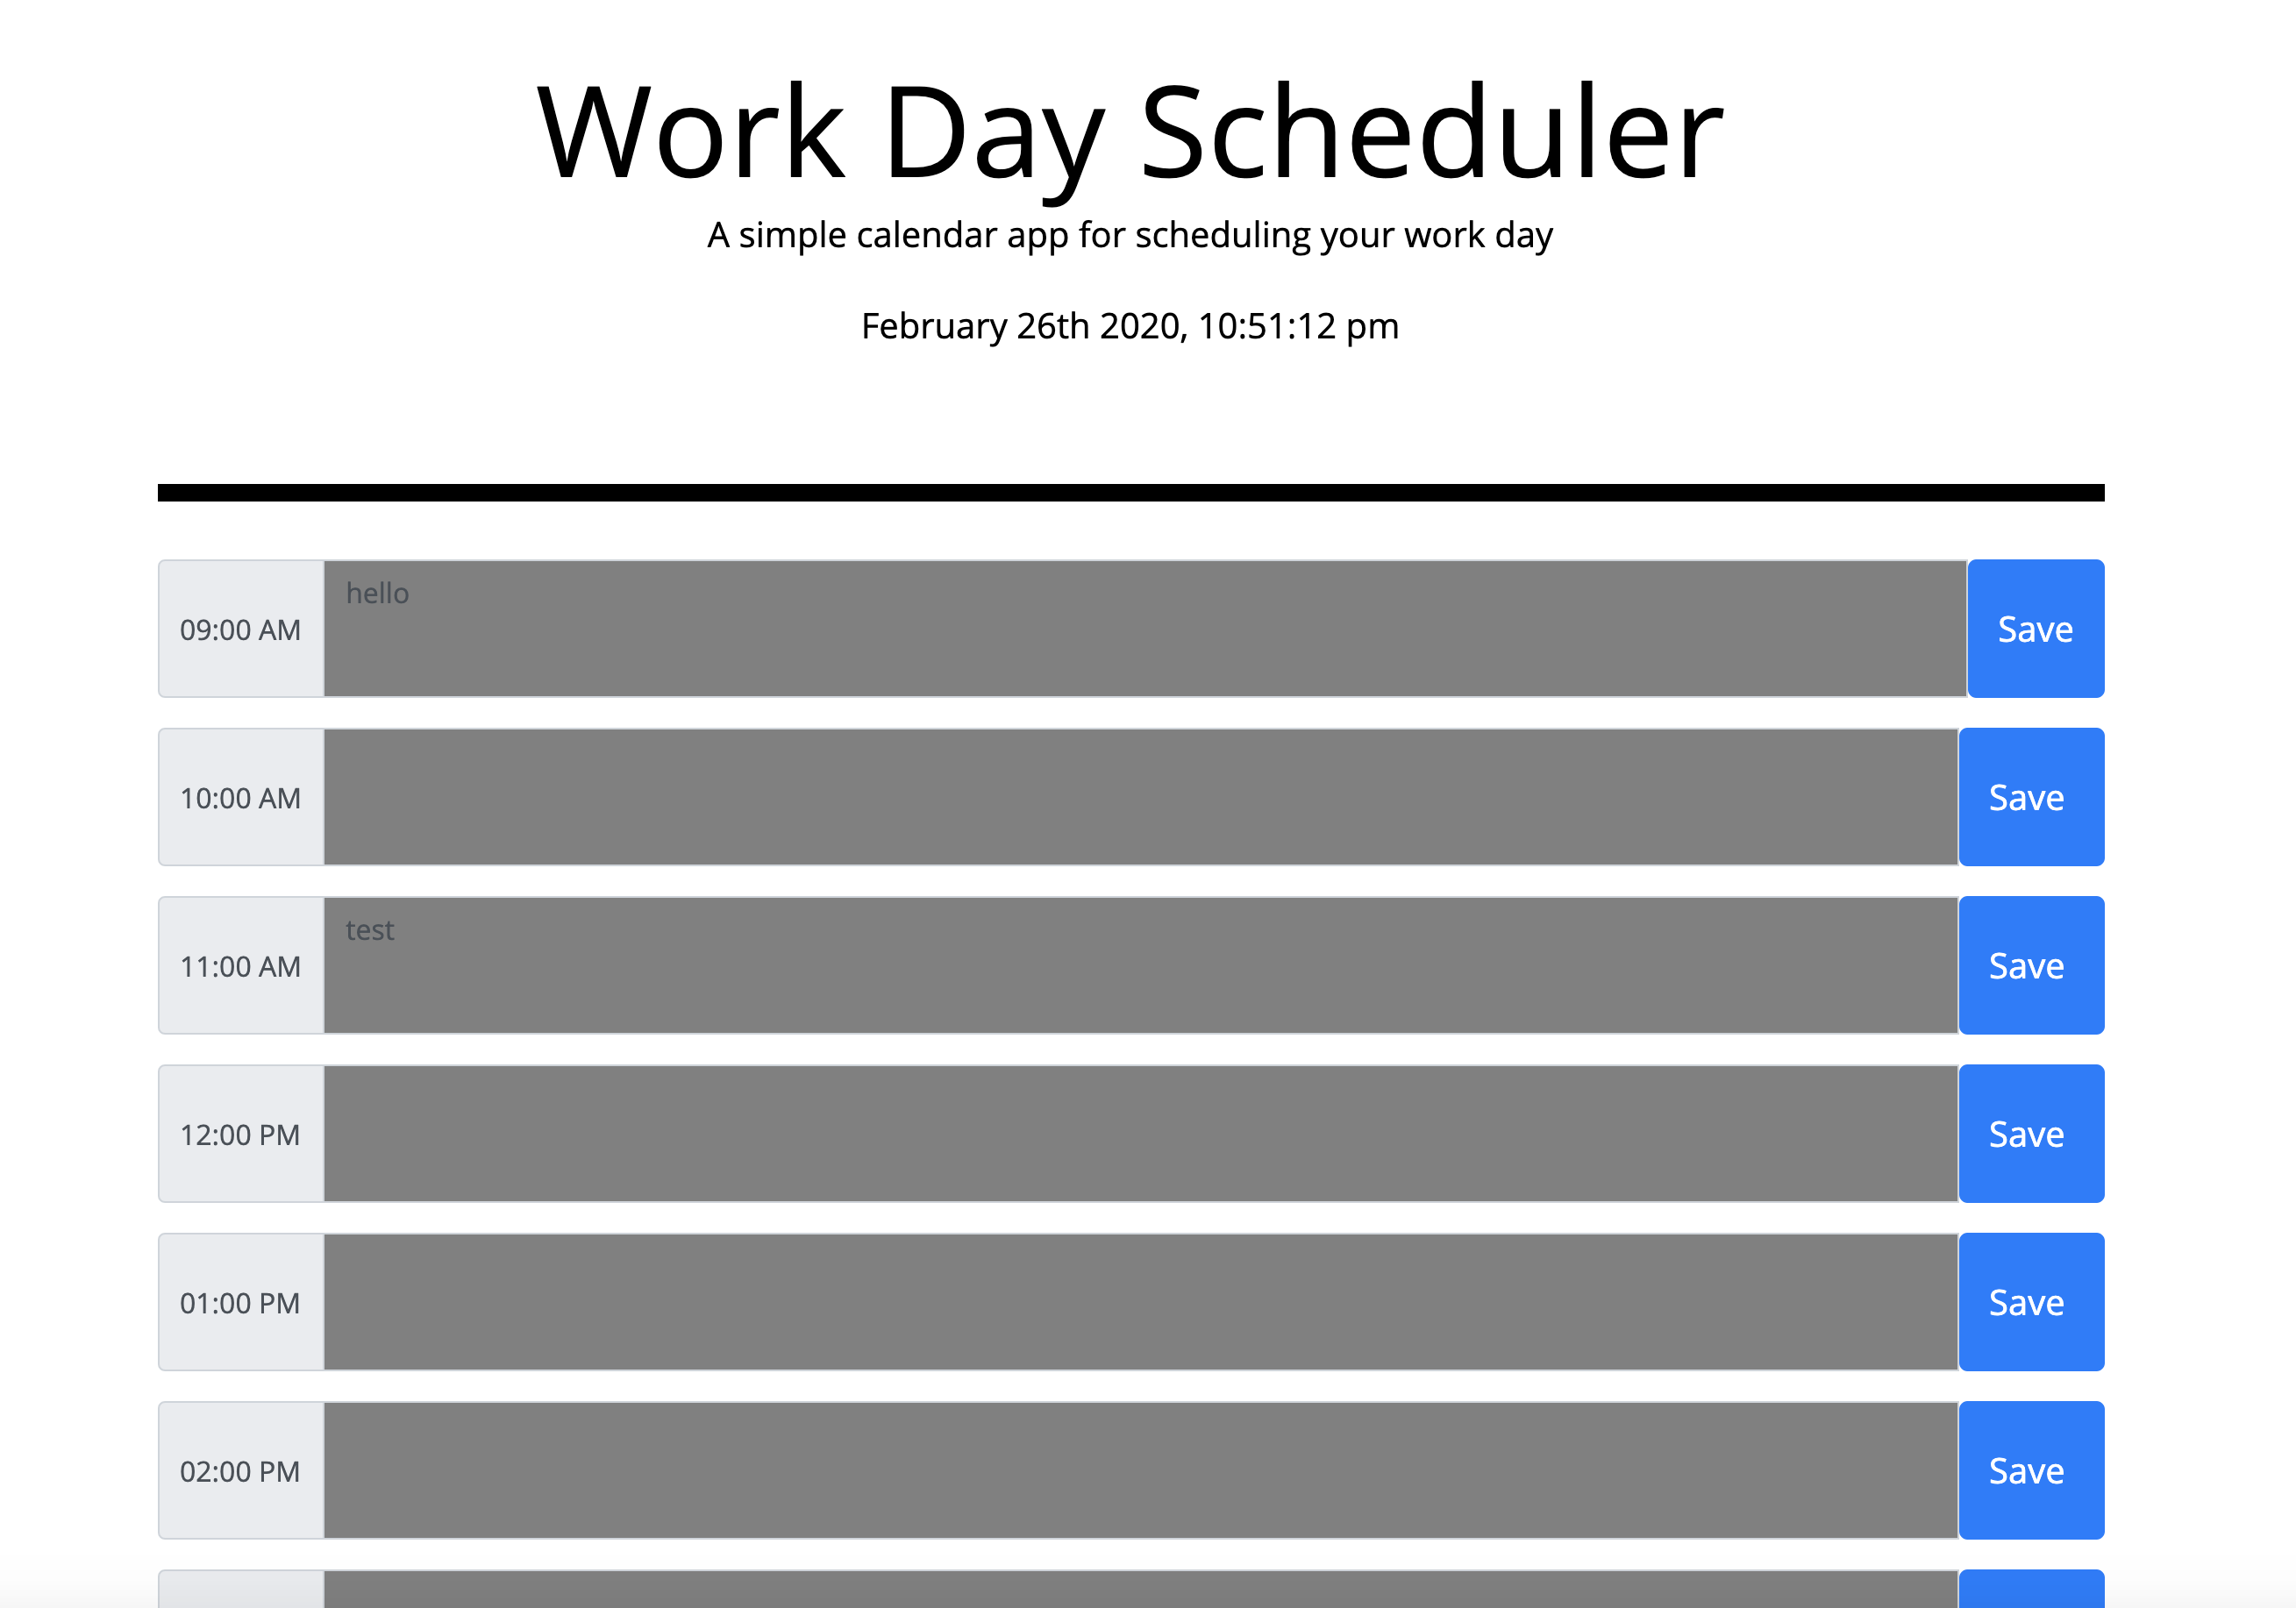 Work Day Scheduler
A simple calendar app for scheduling your work day
February 26th 2020, 10:51:12 pm
09:00 AM hello Save
10:00 AM Save
11:00 AM test Save
12:00 PM Save
01:00 PM Save
02:00 PM Save